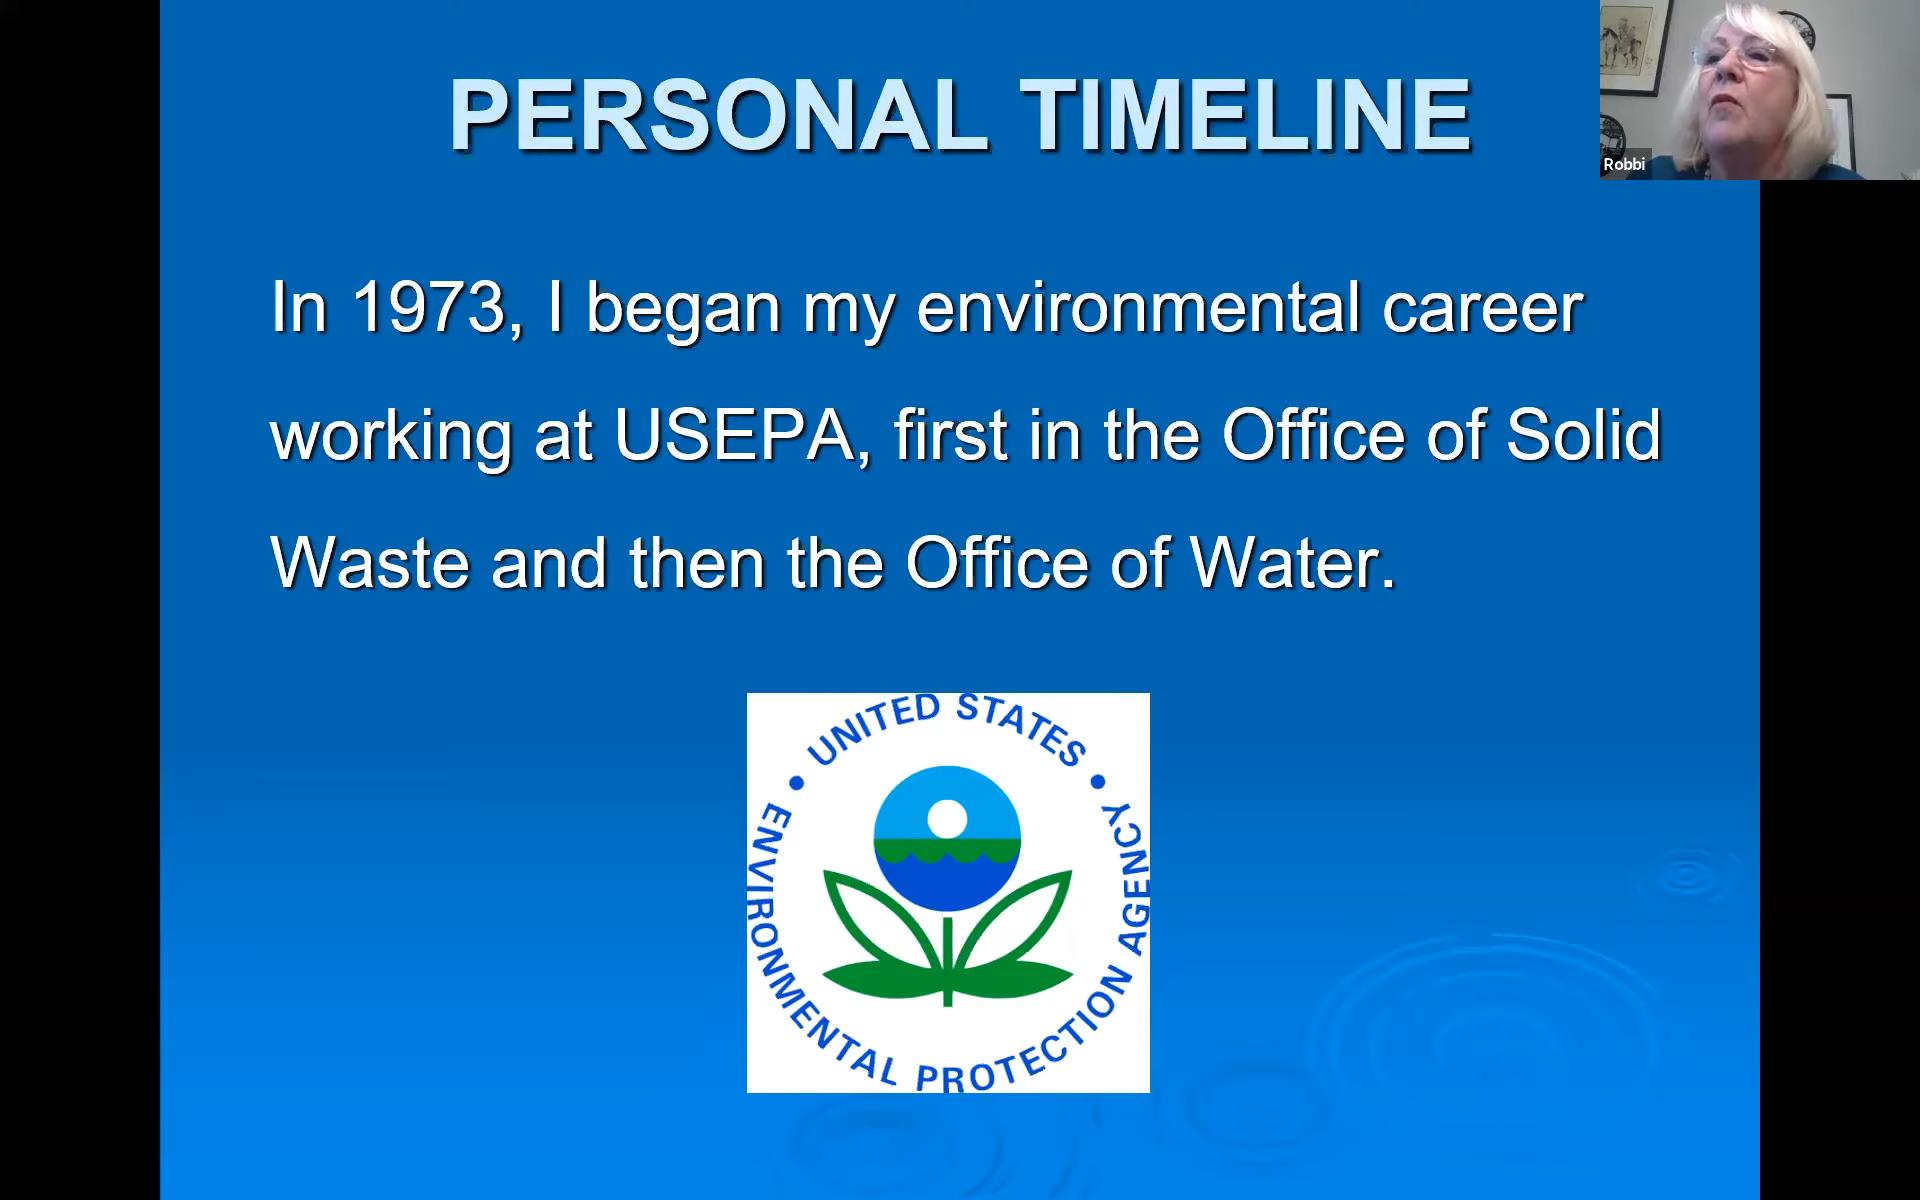 PERSONAL TIMELINE
Robbi
In 1973, I began my environmental career
working at USEPA, first in the Office of Solid
Waste and then the Office of Water.
UNITED STATES
ENVIRONMENTAL PROTECTION AGENCY